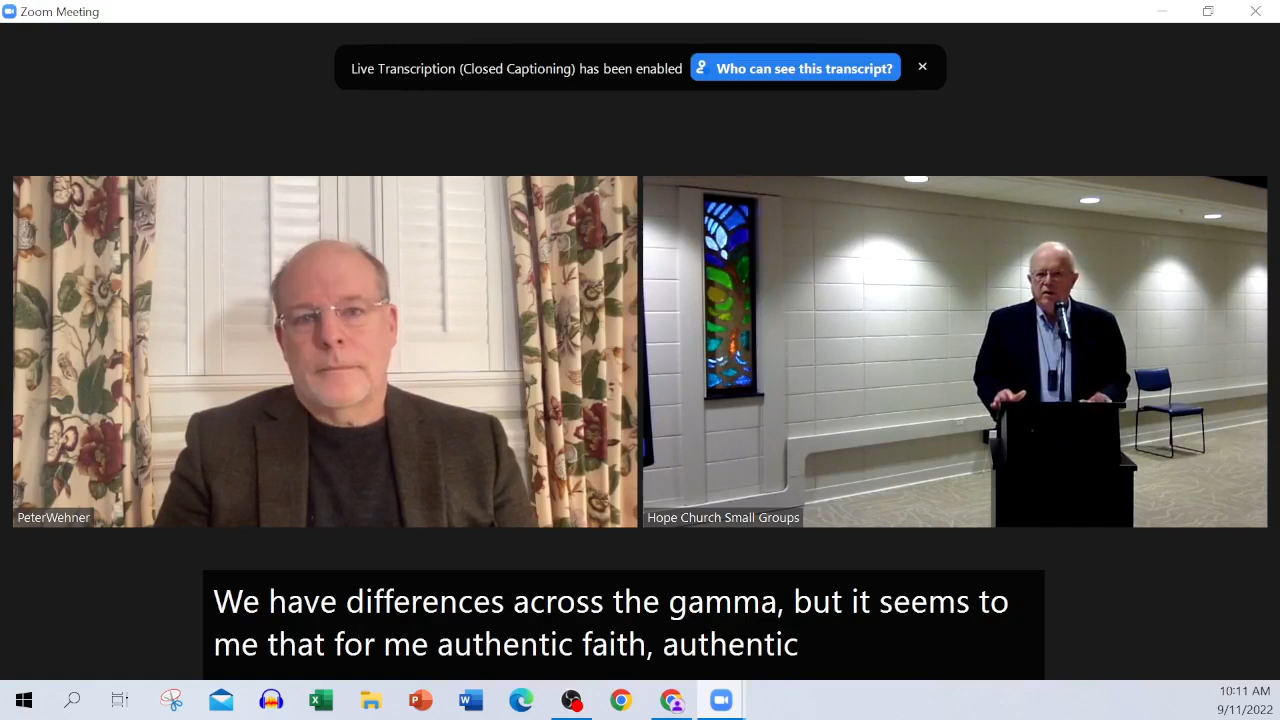 Zoom Meeting
Live Transcription (Closed Captioning) has been enabled
Who can see this transcript?
PeterWehner
Hope Church Small Groups
We have differences across the gamma, but it seems to
me that for me authentic faith, authentic
10:11 AM
9/11/2022